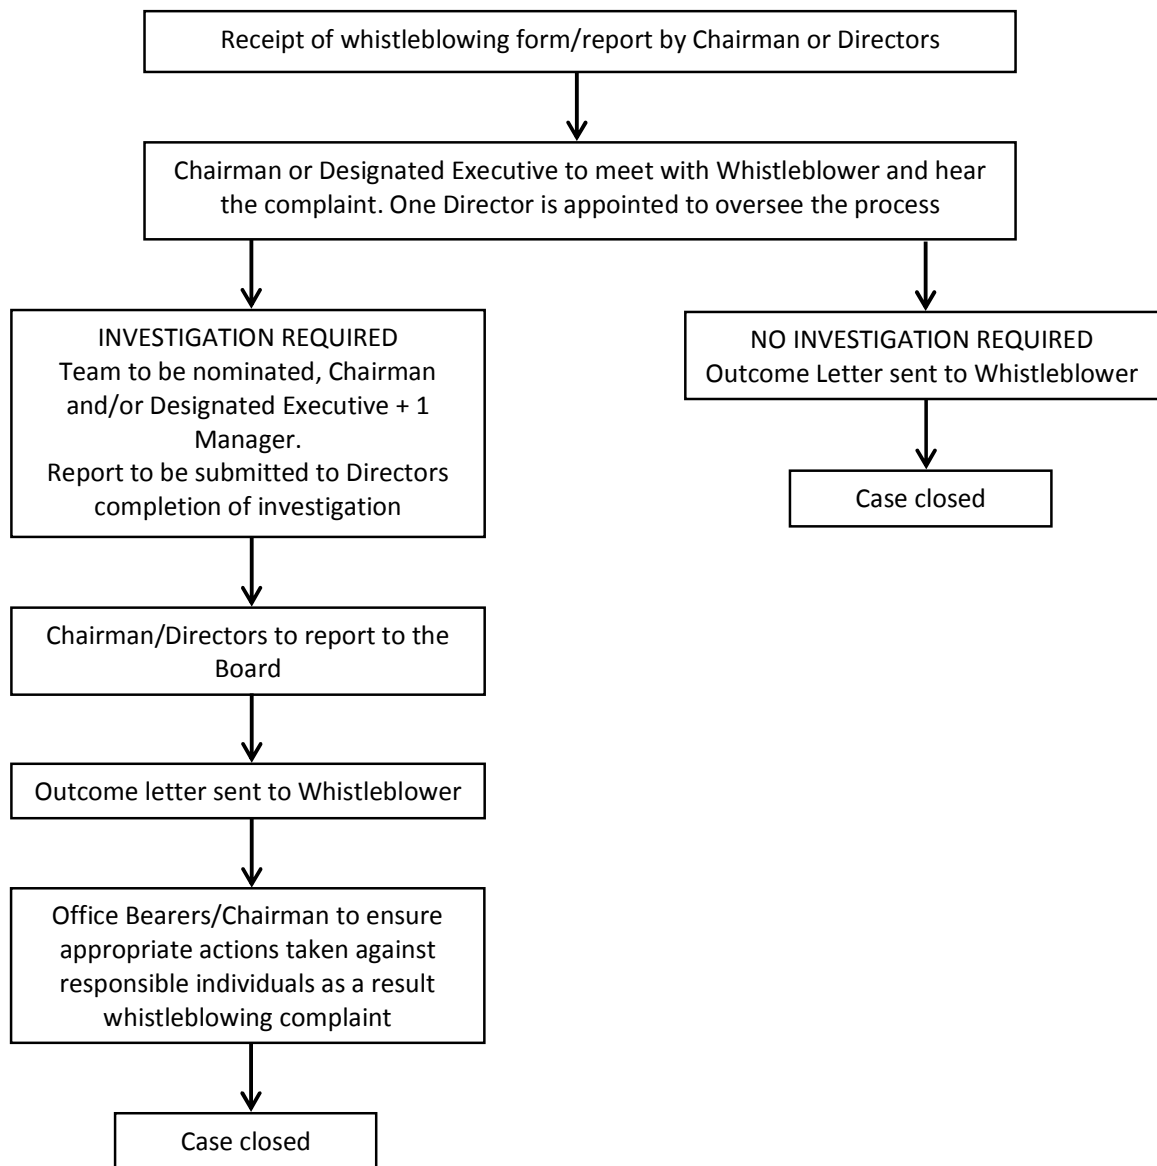 Receipt of whistleblowing form/report by Chairman or Directors
Chairman or Designated Executive to meet with Whistleblower and hear
the complaint. One Director is appointed to oversee the process
INVESTIGATION REQUIRED
Team to be nominated, Chairman
and/or Designated Executive + 1
Manager.
Report to be submitted to Directors
completion of investigation
NO INVESTIGATION REQUIRED
Outcome Letter sent to Whistleblower
Case closed
Chairman/Directors to report to the
Board
Outcome letter sent to Whistleblower
Office Bearers/Chairman to ensure
appropriate actions taken against
responsible individuals as a result
whistleblowing complaint
Case closed